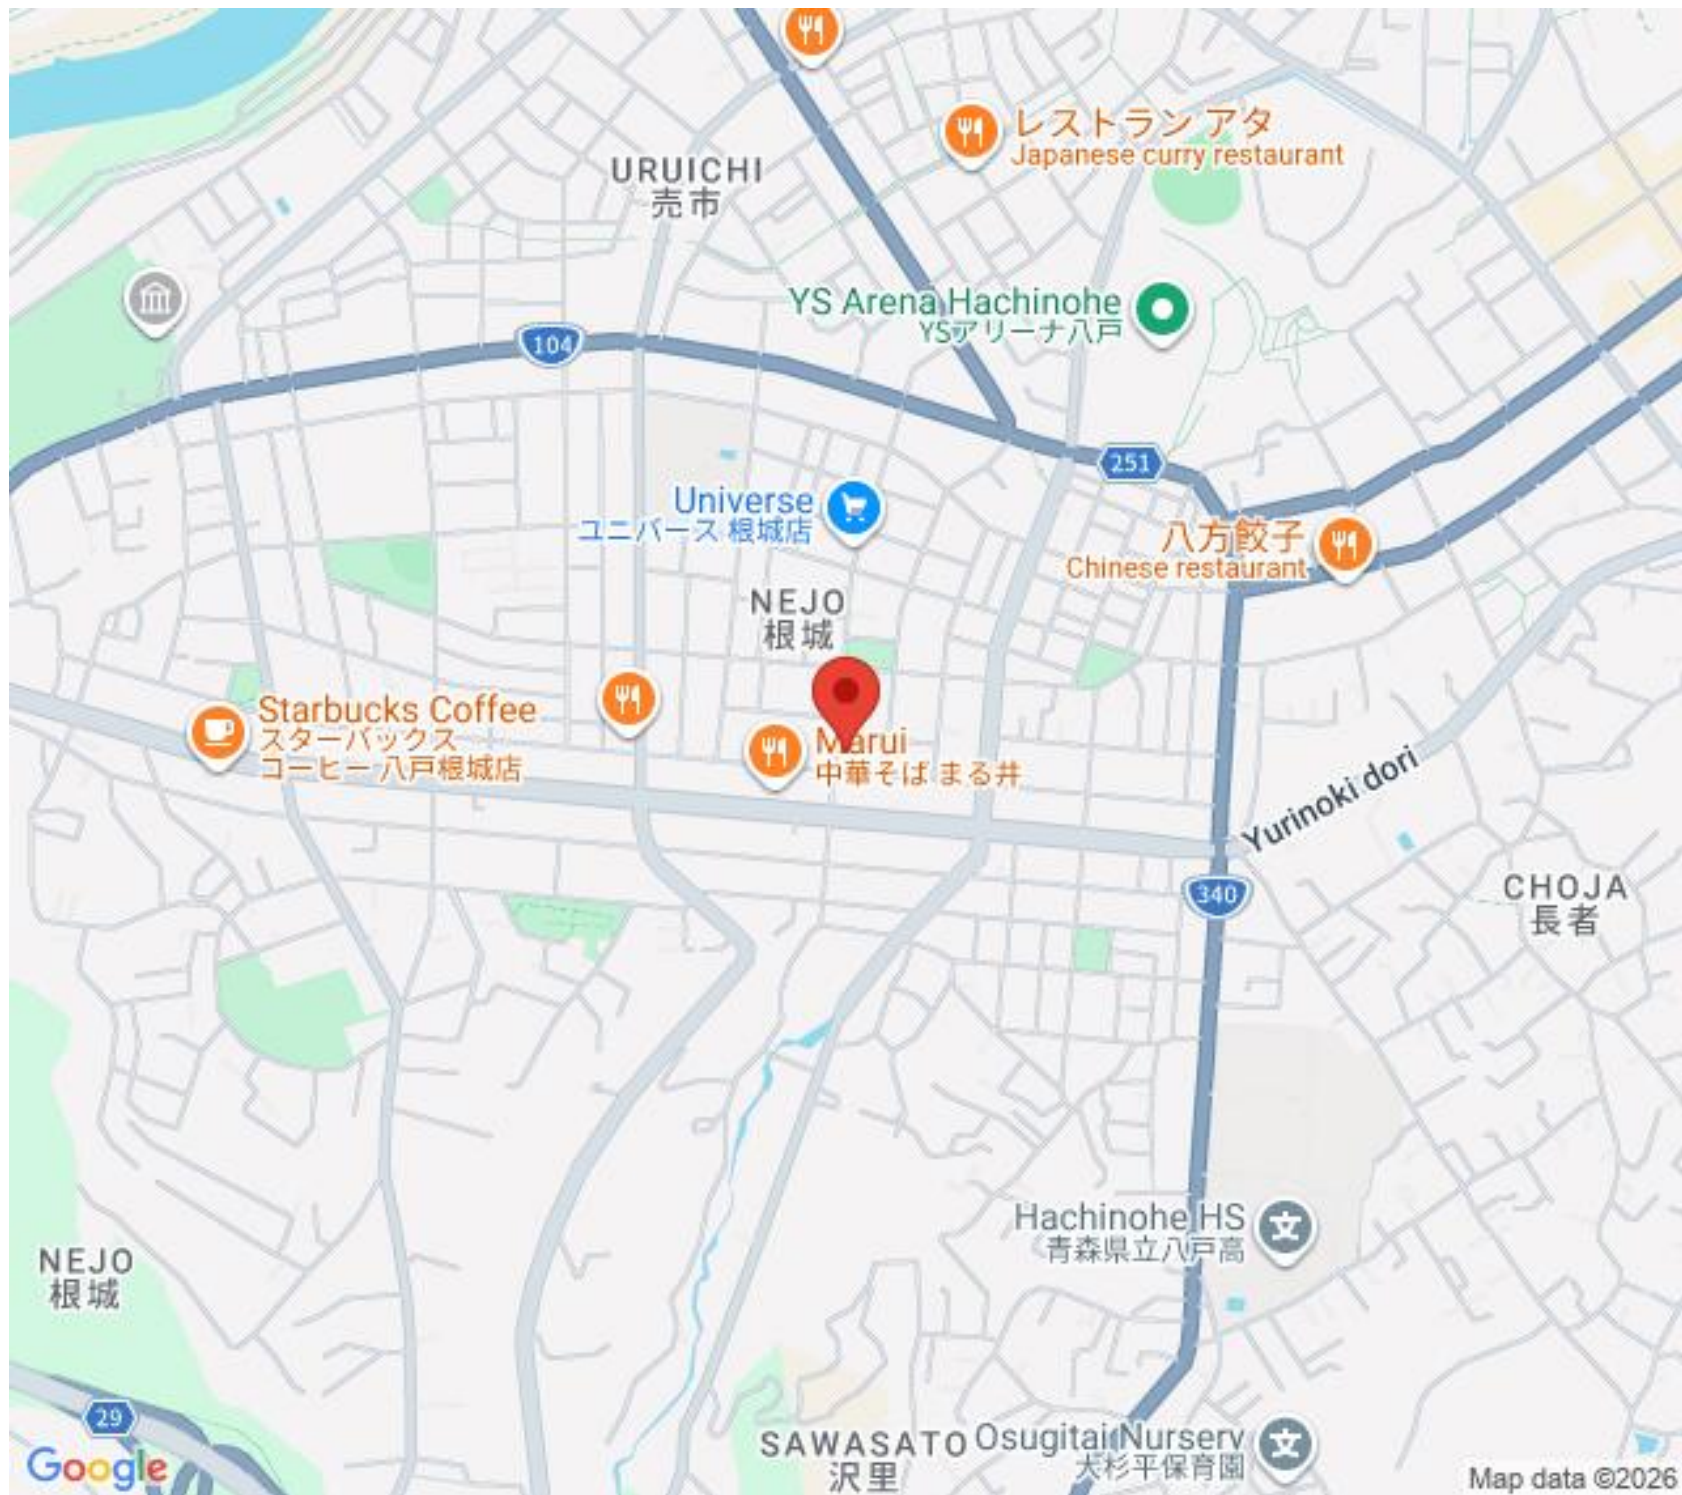 レストラン アタ
Japanese curry restaurant
URUICHI
売市
YS Arena Hachinohe
YSアリーナ八戸
104
251
Universe
ユニバース 根城店
八方餃子
Chinese restaurant
NEJO
根城
Starbucks Coffee
スターバックス
コーヒー 八戸根城店
Marui
中華そば まる井
Yurinoki dori
340
CHOJA
長者
Hachinohe HS
青森県立八戸高
文
NEJO
根城
29
SAWASATO
沢里
Osugitai Nurserv
大杉平保育園
文
Google
Map data ©2026